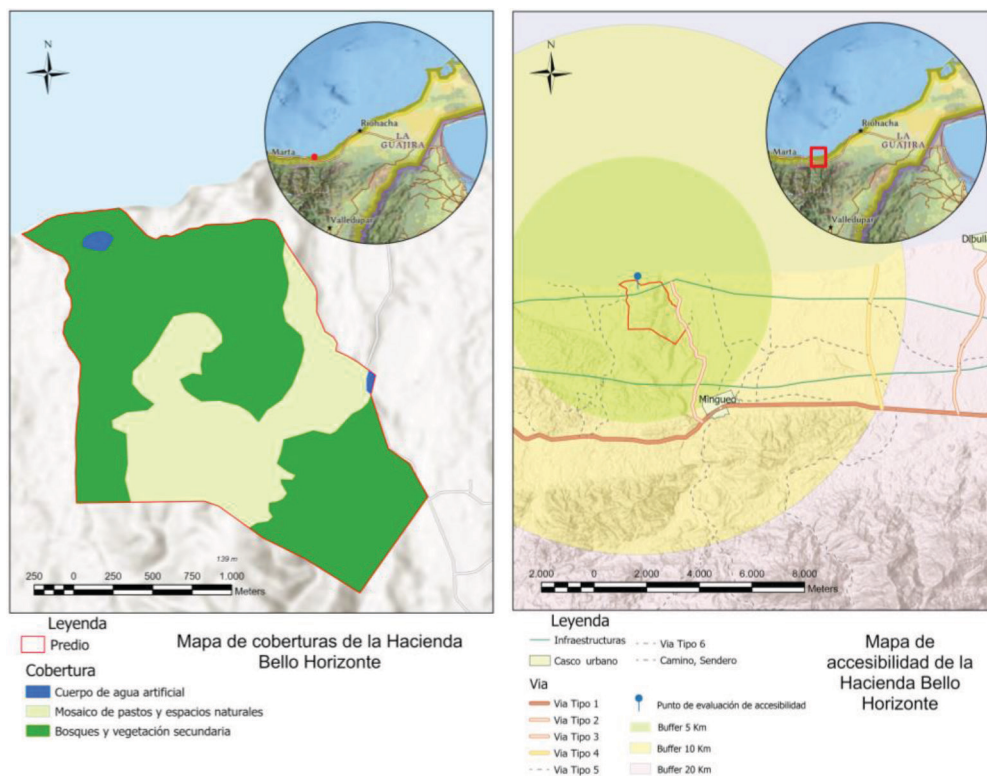 N
Riohacha
LA
GUAJIRA
Marta
Valledupar
139 m
250 0 250 500 750 1.000
Meters
Leyenda
Predio
Mapa de coberturas de la Hacienda
Bello Horizonte
Cobertura
Cuerpo de agua artificial
Mosaico de pastos y espacios naturales
Bosques y vegetación secundaria
N
Riohacha
LA
GUAJIRA
Marta
Valledupar
Dibulla
Mingueo
2.000 0 2.000 4.000 6.000 8.000
Meters
Leyenda
Infraestructuras
Casco urbano
Via Tipo 6
Camino, Sendero
Via
Via Tipo 1
Via Tipo 2
Via Tipo 3
Via Tipo 4
Via Tipo 5
Punto de evaluación de accesibilidad
Buffer 5 Km
Buffer 10 Km
Buffer 20 Km
Mapa de
accesibilidad de la
Hacienda Bello
Horizonte